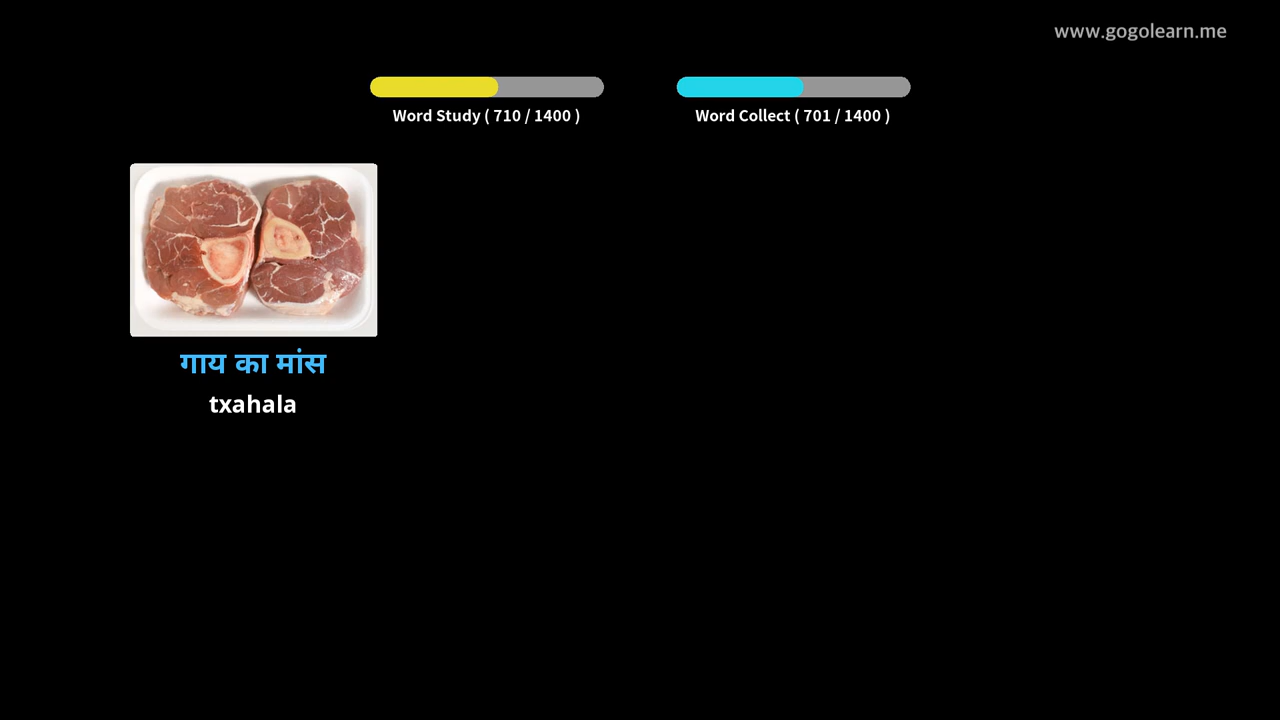 www.gogolearn.me
Word Study ( 710 / 1400 )
Word Collect ( 701 / 1400 )
गाय का मांस
txahala